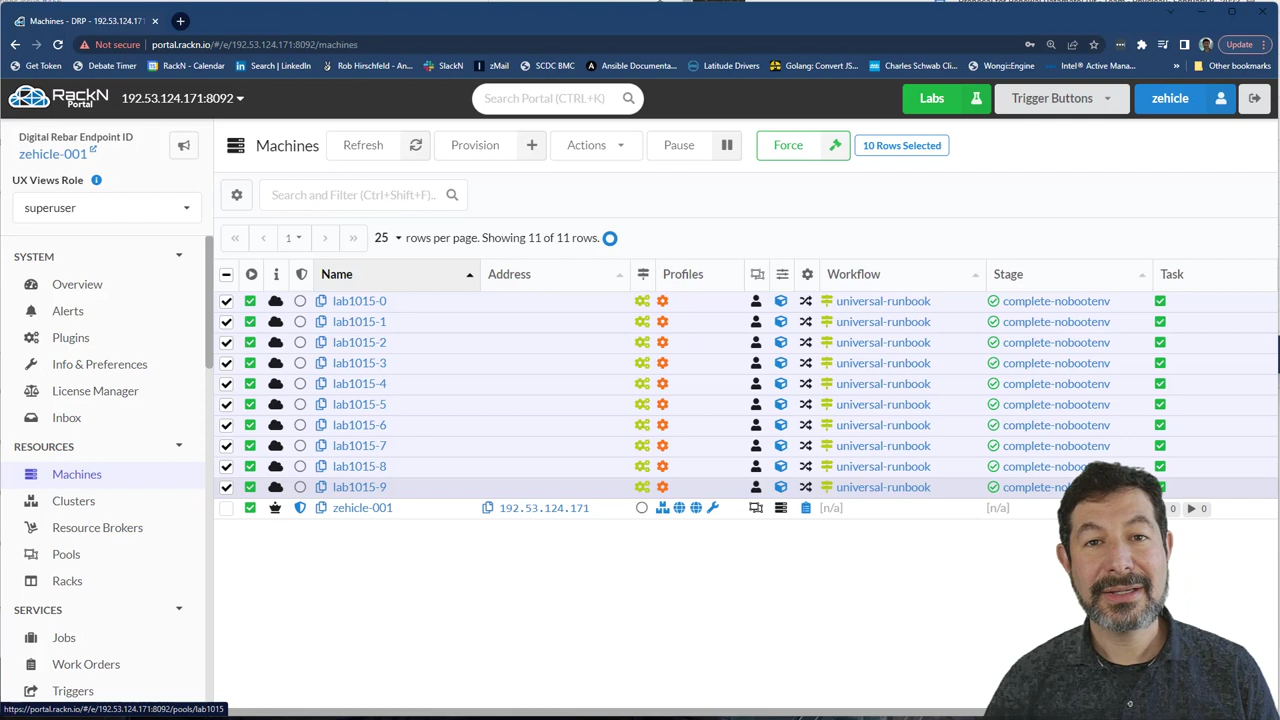 Machines - DRP - 192.53.124.171
Not secure
portal.rackn.io/#/e/192.53.124.171:8092/machines
Update
Get Token
Debate Timer
RackN - Calendar
Search | LinkedIn
Rob Hirschfeld - An...
SlackN
zMail
SCDC BMC
Ansible Documenta...
Latitude Drivers
Golang: Convert JS...
Charles Schwab Cli...
Wongi::Engine
Intel® Active Mana...
»
Other bookmarks
RackN
Portal
192.53.124.171:8092
Search Portal (CTRL+K)
Labs
Trigger Buttons
zehicle
Digital Rebar Endpoint ID
zehicle-001
UX Views Role
superuser
SYSTEM
Overview
Alerts
Plugins
Info & Preferences
License Manager
Inbox
RESOURCES
Machines
Clusters
Resource Brokers
Pools
Racks
SERVICES
Jobs
Work Orders
Triggers
Machines
Refresh
Provision
Actions
Pause
Force
10 Rows Selected
Search and Filter (Ctrl+Shift+F)..
« ‹ 1 › » 25 rows per page. Showing 11 of 11 rows.
Name Address Profiles Workflow Stage Task
lab1015-0 universal-runbook complete-nobootenv
lab1015-1 universal-runbook complete-nobootenv
lab1015-2 universal-runbook complete-nobootenv
lab1015-3 universal-runbook complete-nobootenv
lab1015-4 universal-runbook complete-nobootenv
lab1015-5 universal-runbook complete-nobootenv
lab1015-6 universal-runbook complete-nobootenv
lab1015-7 universal-runbook complete-nobootenv
lab1015-8 universal-runbook complete-nobootenv
lab1015-9 universal-runbook complete-nob
zehicle-001 192.53.124.171 [n/a] [n/a] 0 0
https://portal.rackn.io/#/e/192.53.124.171:8092/pools/lab1015